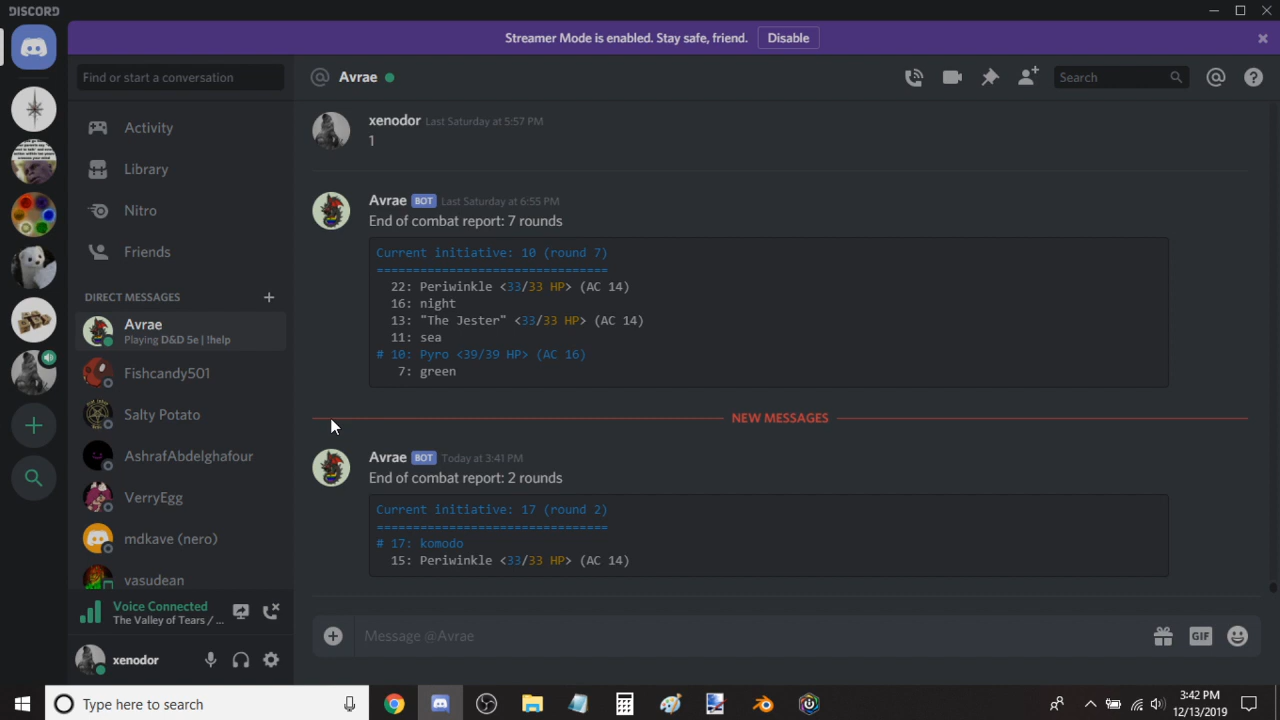 DISCORD
Streamer Mode is enabled. Stay safe, friend.
Disable
Find or start a conversation
Avrae
Search
Activity
Library
Nitro
Friends
DIRECT MESSAGES
Avrae
Playing D&D 5e | !help
Fishcandy501
Salty Potato
AshrafAbdelghafour
VerryEgg
mdkave (nero)
vasudean
Voice Connected
The Valley of Tears / ...
xenodor
xenodor Last Saturday at 5:57 PM
1
Avrae BOT Last Saturday at 6:55 PM
End of combat report: 7 rounds
Current initiative: 10 (round 7)
===============================
22: Periwinkle <33/33 HP> (AC 14)
16: night
13: "The Jester" <33/33 HP> (AC 14)
11: sea
# 10: Pyro <39/39 HP> (AC 16)
7: green
NEW MESSAGES
Avrae BOT Today at 3:41 PM
End of combat report: 2 rounds
Current initiative: 17 (round 2)
===============================
# 17: komodo
15: Periwinkle <33/33 HP> (AC 14)
Message @Avrae
GIF
Type here to search
3:42 PM
12/13/2019